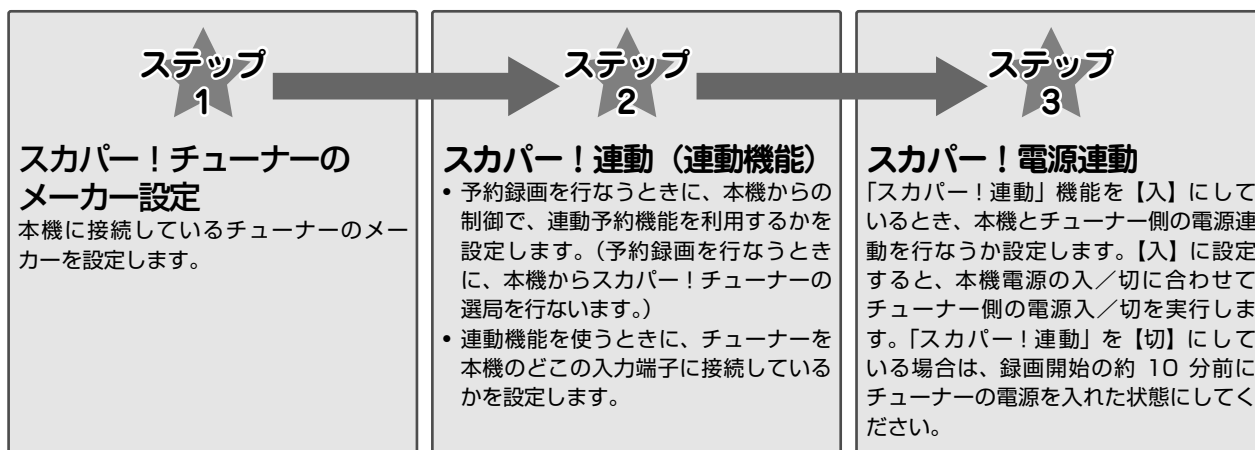 ステップ
1
スカパー！チューナーの
メーカー設定
本機に接続しているチューナーのメー
カーを設定します。
ステップ
2
スカパー！連動（連動機能）
• 予約録画を行なうときに、本機からの
制御で、連動予約機能を利用するかを
設定します。（予約録画を行なうとき
に、本機からスカパー！チューナーの
選局を行ないます。）
• 連動機能を使うときに、チューナーを
本機のどこの入力端子に接続している
かを設定します。
ステップ
3
スカパー！電源連動
「スカパー！連動」機能を【入】にして
いるとき、本機とチューナー側の電源連
動を行なうか設定します。【入】に設定
すると、本機電源の入／切に合わせて
チューナー側の電源入／切を実行しま
す。「スカパー！連動」を【切】にして
いる場合は、録画開始の約 10 分前に
チューナーの電源を入れた状態にしてく
ださい。